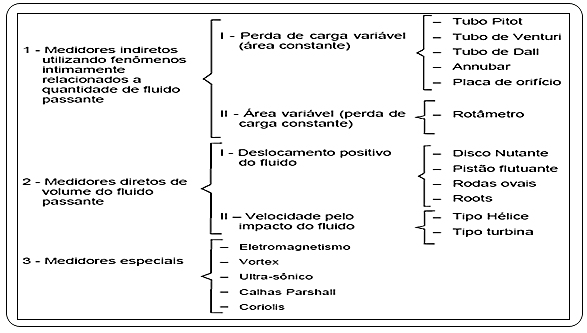 1 - Medidores indiretos
utilizando fenômenos
intimamente
relacionados a
quantidade de fluido
passante
I - Perda de carga variável
(área constante)
– Tubo Pitot
– Tubo de Venturi
– Tubo de Dall
– Annubar
– Placa de orifício
II - Área variável (perda de
carga constante)
– Rotâmetro
2 - Medidores diretos de
volume do fluido
passante
I - Deslocamento positivo
do fluido
– Disco Nutante
– Pistão flutuante
– Rodas ovais
– Roots
II – Velocidade pelo
impacto do fluido
– Tipo Hélice
– Tipo turbina
3 - Medidores especiais
– Eletromagnetismo
– Vortex
– Ultra-sônico
– Calhas Parshall
– Coriolis